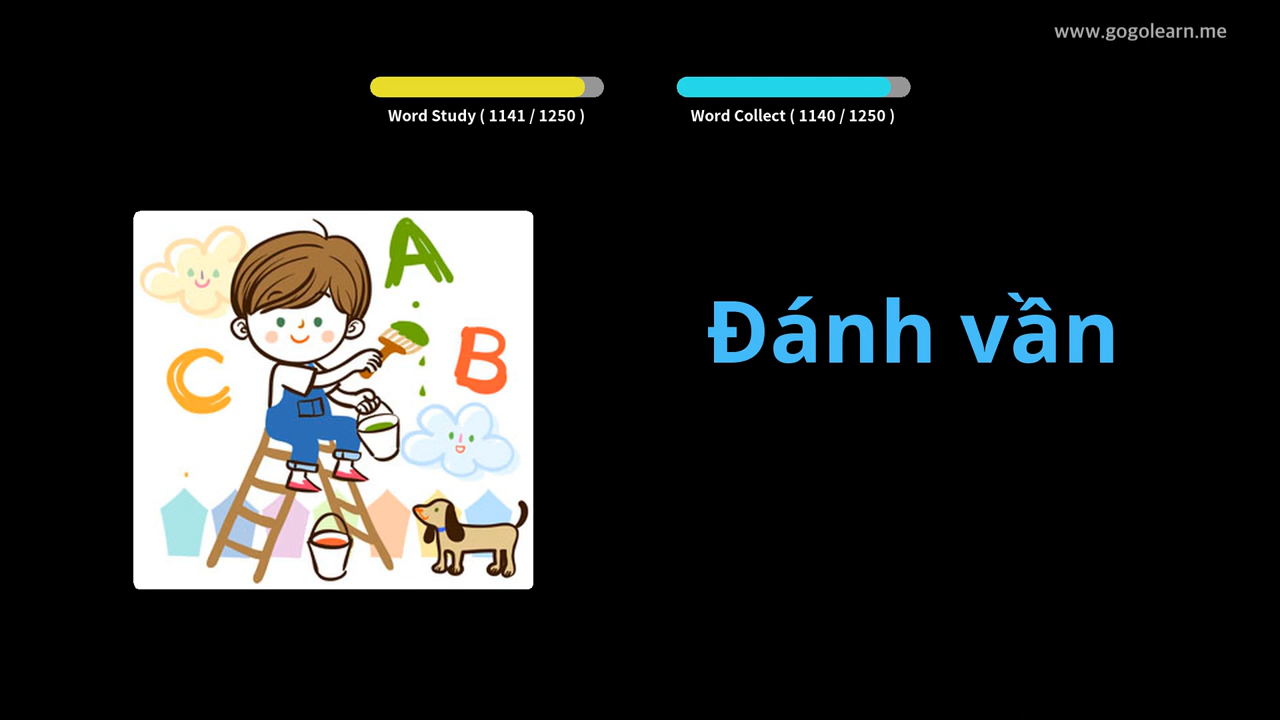 www.gogolearn.me
Word Study ( 1141 / 1250 )
Word Collect ( 1140 / 1250 )
A
B
C
Đánh vần